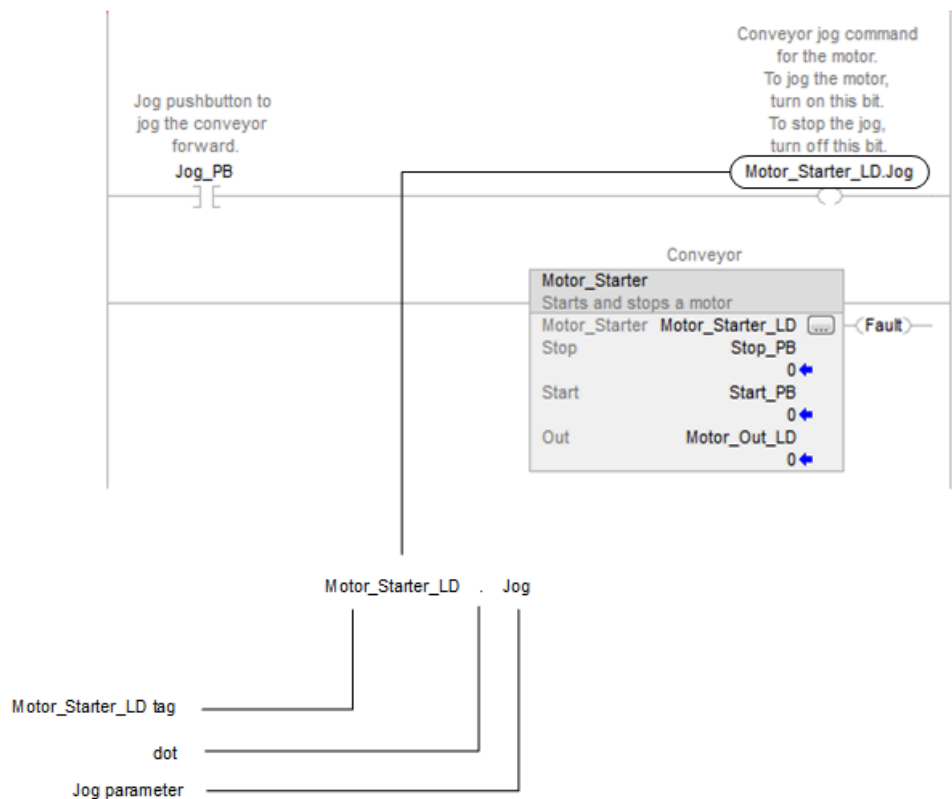 Conveyor jog command
for the motor.
To jog the motor,
turn on this bit.
To stop the jog,
turn off this bit.
Motor_Starter_LD.Jog
Jog pushbutton to
jog the conveyor
forward.
Jog_PB
Conveyor
Motor_Starter
Starts and stops a motor
Motor_Starter Motor_Starter_LD ... Fault
Stop Stop_PB
0
Start Start_PB
0
Out Motor_Out_LD
0
Motor_Starter_LD . Jog
Motor_Starter_LD tag
dot
Jog parameter